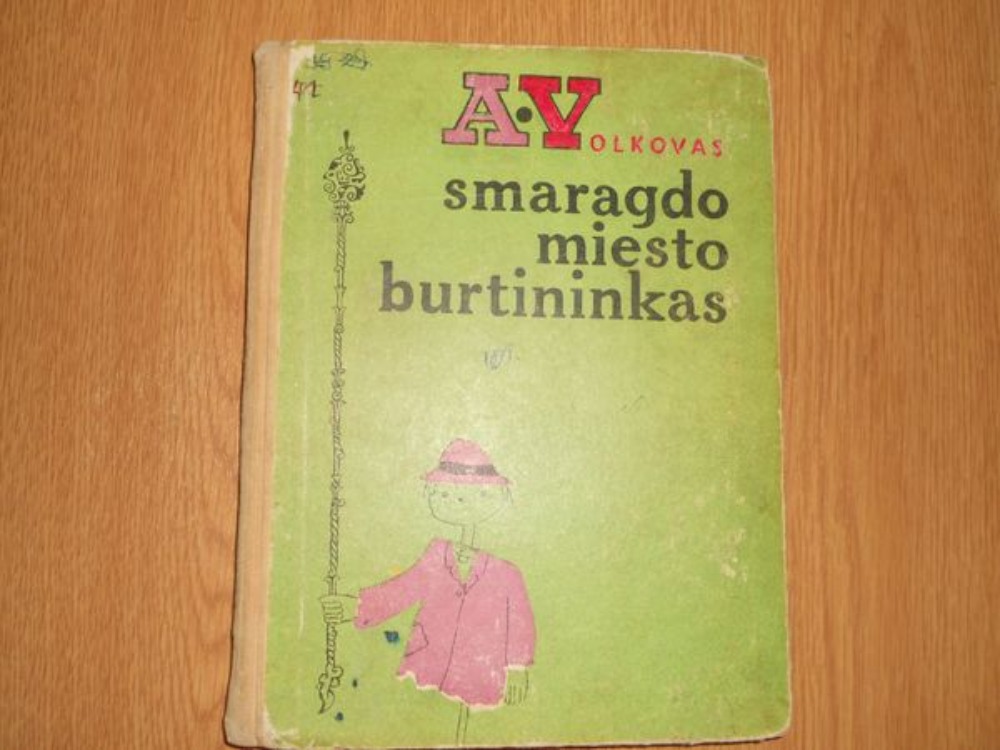 A·VOLKOVAS
smaragdo
miesto
burtininkas